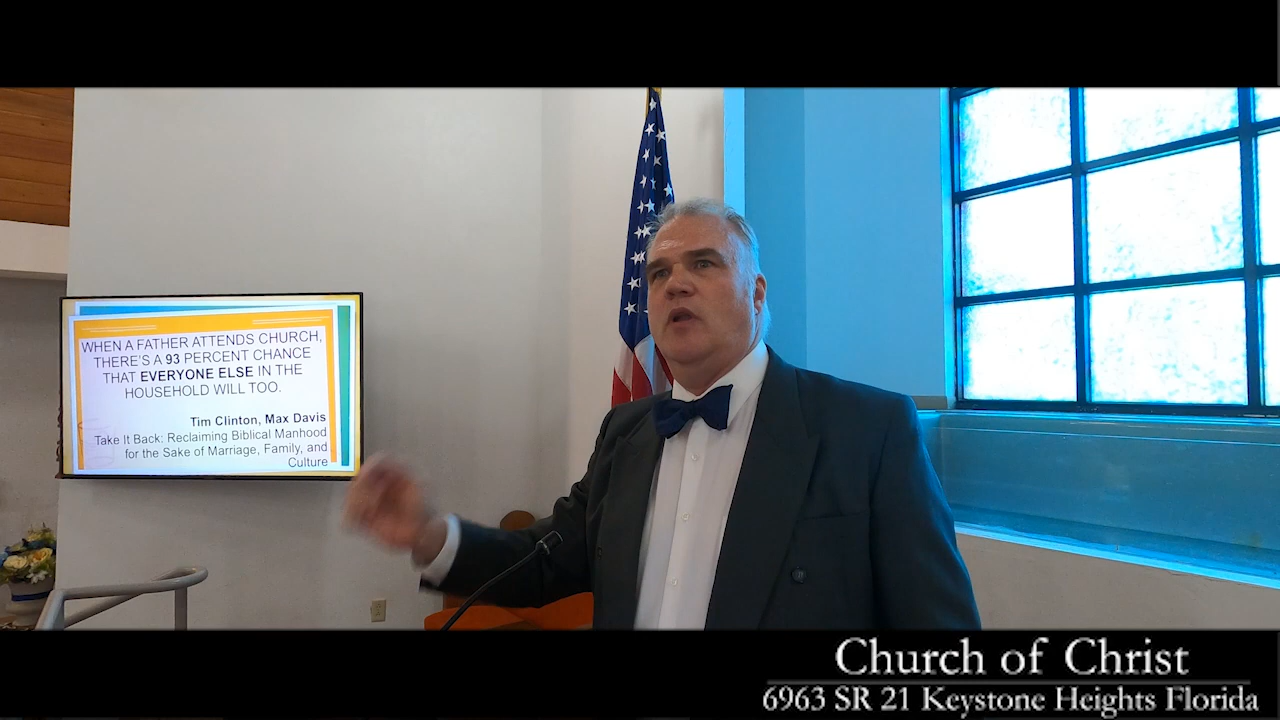 WHEN A FATHER ATTENDS CHURCH,
THERE'S A 93 PERCENT CHANCE
THAT EVERYONE ELSE IN THE
HOUSEHOLD WILL TOO.
Tim Clinton, Max Davis
Take It Back: Reclaiming Biblical Manhood
for the Sake of Marriage, Family, and
Culture
Church of Christ
6963 SR 21 Keystone Heights Florida